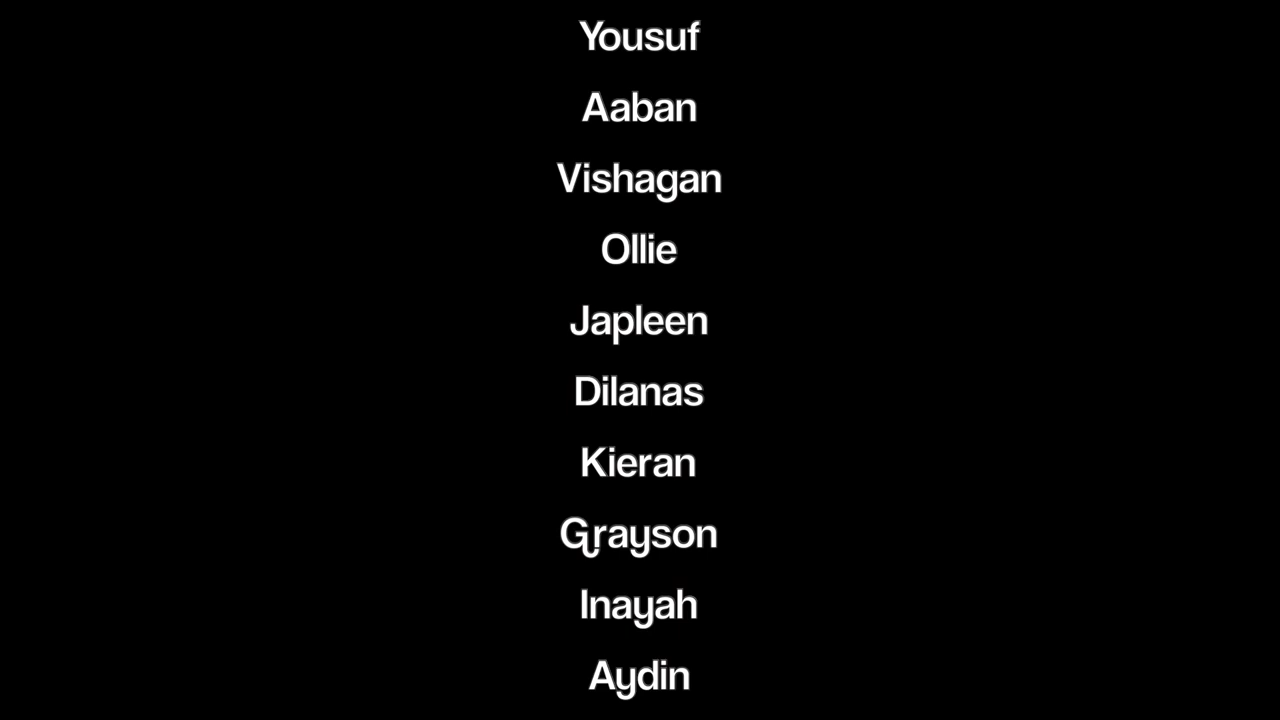 Yousuf
Aaban
Vishagan
Ollie
Japleen
Dilanas
Kieran
Grayson
Inayah
Aydin